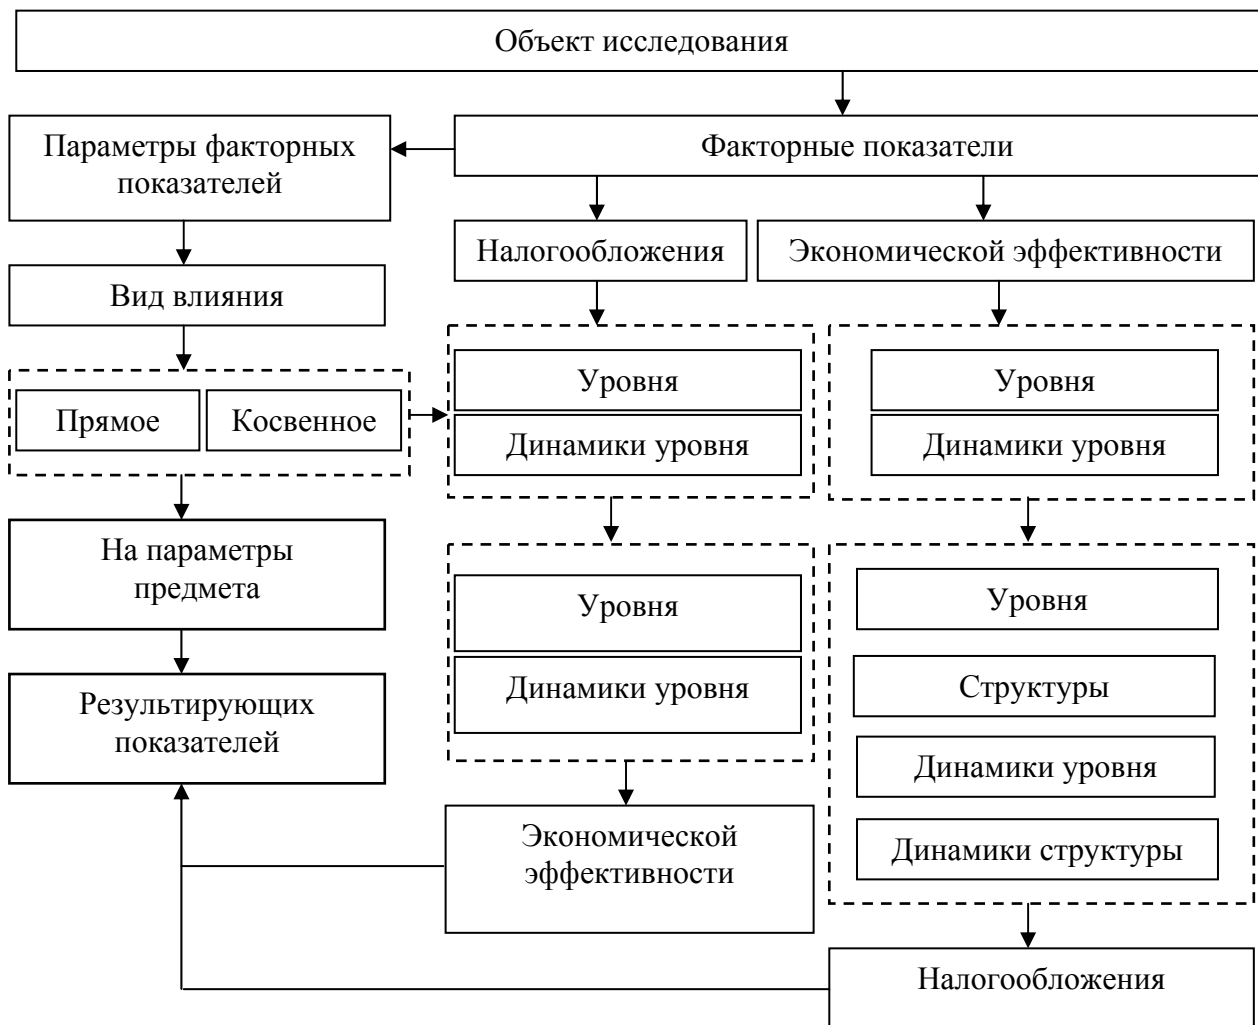 Объект исследования
Параметры факторных
показателей
Факторные показатели
Налогообложения
Экономической эффективности
Вид влияния
Прямое
Косвенное
Уровня
Динамики уровня
Уровня
Динамики уровня
На параметры
предмета
Уровня
Динамики уровня
Уровня
Структуры
Динамики уровня
Динамики структуры
Результирующих
показателей
Экономической
эффективности
Налогообложения